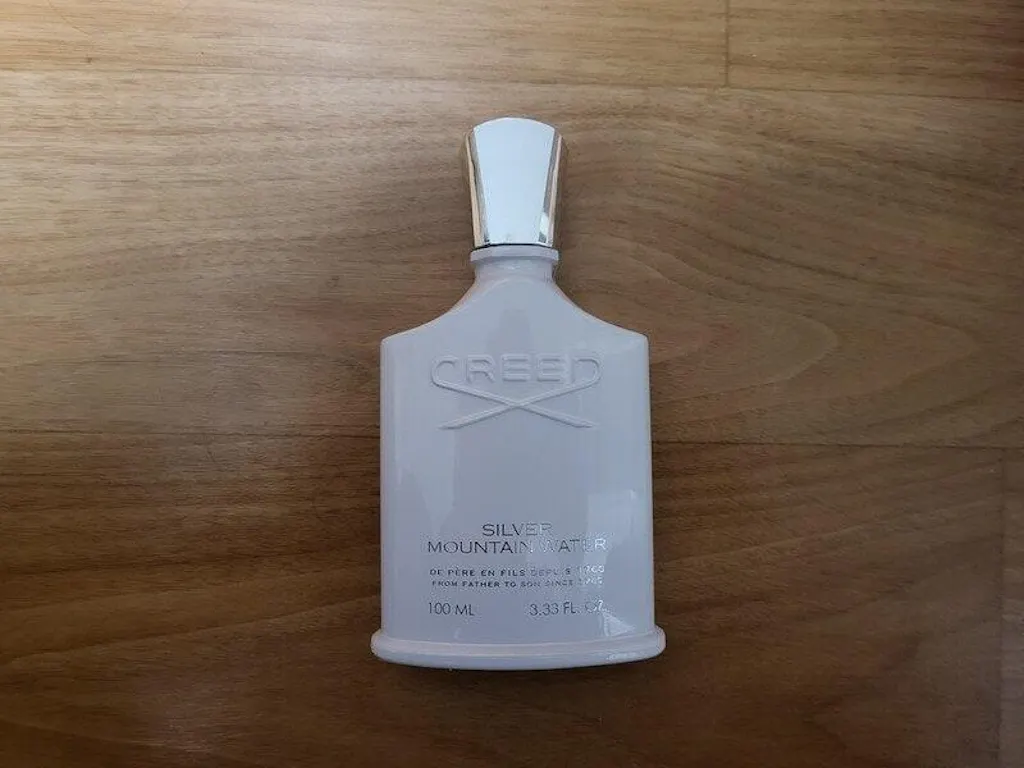 CREED
SILVER
MOUNTAIN WATER
DE PÈRE EN FILS DEPUIS 1760
FROM FATHER TO SON SINCE 1760
100 ML 3.33 FL. OZ